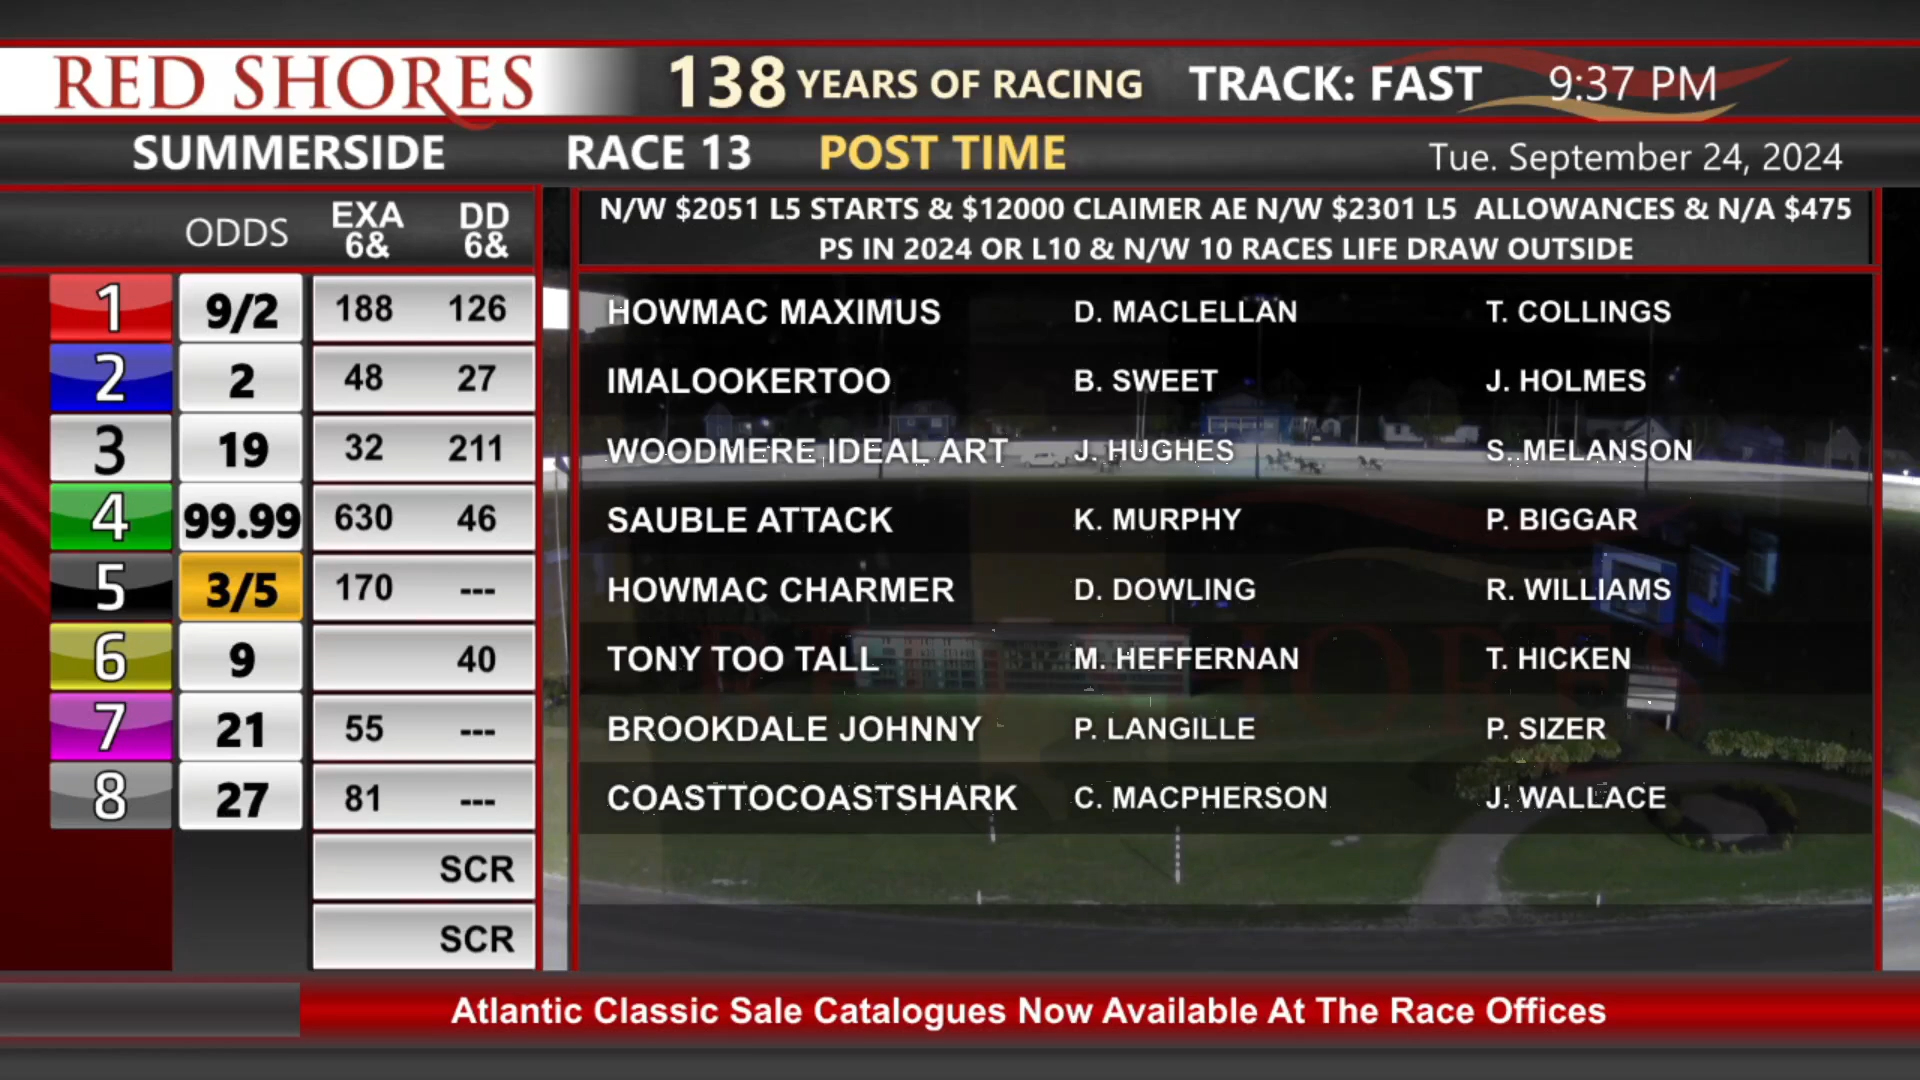 RED SHORES 138 YEARS OF RACING TRACK: FAST 9:37 PM
SUMMERSIDE RACE 13 POST TIME Tue. September 24, 2024
ODDS EXA 6& DD 6&
N/W $2051 L5 STARTS & $12000 CLAIMER AE N/W $2301 L5 ALLOWANCES & N/A $475
PS IN 2024 OR L10 & N/W 10 RACES LIFE DRAW OUTSIDE
1 9/2 188 126 HOWMAC MAXIMUS D. MACLELLAN T. COLLINGS
2 2 48 27 IMALOOKERTOO B. SWEET J. HOLMES
3 19 32 211 WOODMERE IDEAL ART J. HUGHES S. MELANSON
4 99.99 630 46 SAUBLE ATTACK K. MURPHY P. BIGGAR
5 3/5 170 --- HOWMAC CHARMER D. DOWLING R. WILLIAMS
6 9 40 TONY TOO TALL M. HEFFERNAN T. HICKEN
7 21 55 --- BROOKDALE JOHNNY P. LANGILLE P. SIZER
8 27 81 --- COASTTOCOASTSHARK C. MACPHERSON J. WALLACE
SCR
SCR
RED SHORES
Atlantic Classic Sale Catalogues Now Available At The Race Offices